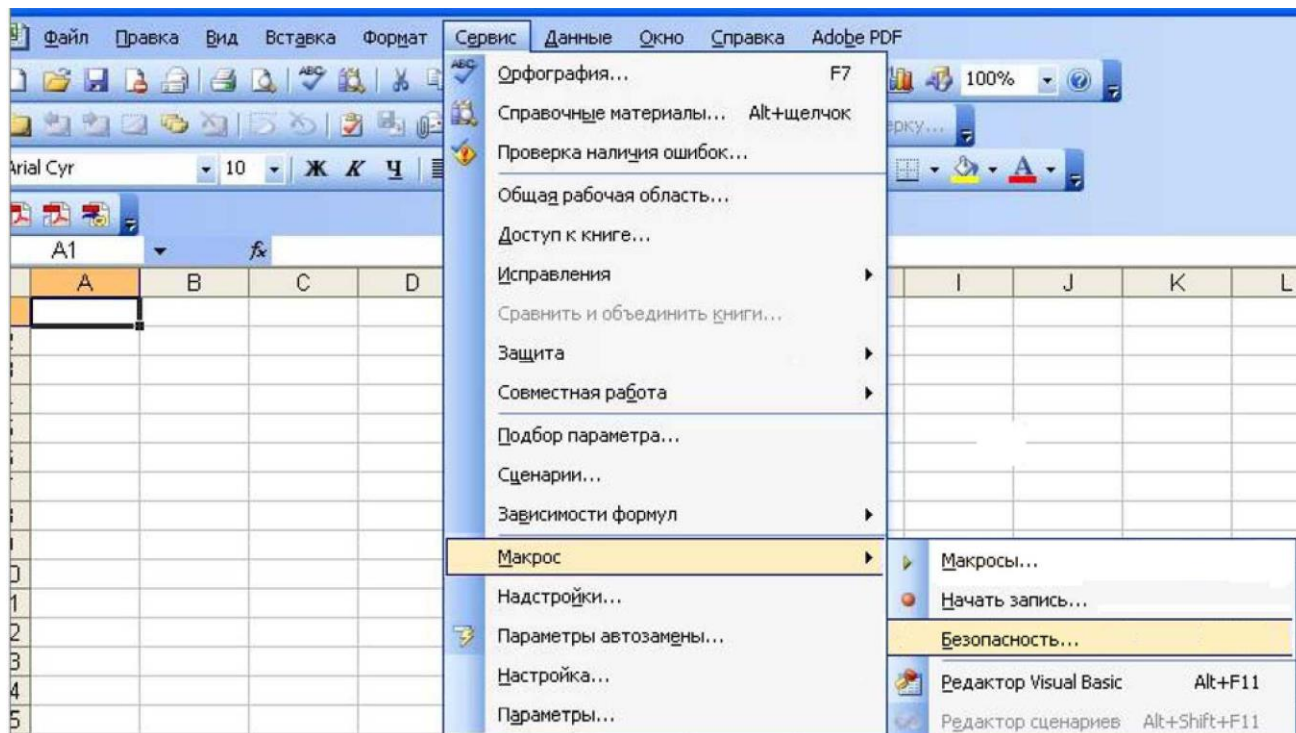 Файл Правка Вид Вставка Формат Сервис Данные Окно Справка Adobe PDF
100%
Arial Cyr 10 Ж К Ч
A1 fx
A B C D I J K L
Орфография... F7
Справочные материалы... Alt+щелчок
Проверка наличия ошибок...
Общая рабочая область...
Доступ к книге...
Исправления
Сравнить и объединить книги...
Защита
Совместная работа
Подбор параметра...
Сценарии...
Зависимости формул
Макрос
Надстройки...
Параметры автозамены...
Настройка...
Параметры...
Макросы...
Начать запись...
Безопасность...
Редактор Visual Basic Alt+F11
Редактор сценариев Alt+Shift+F11